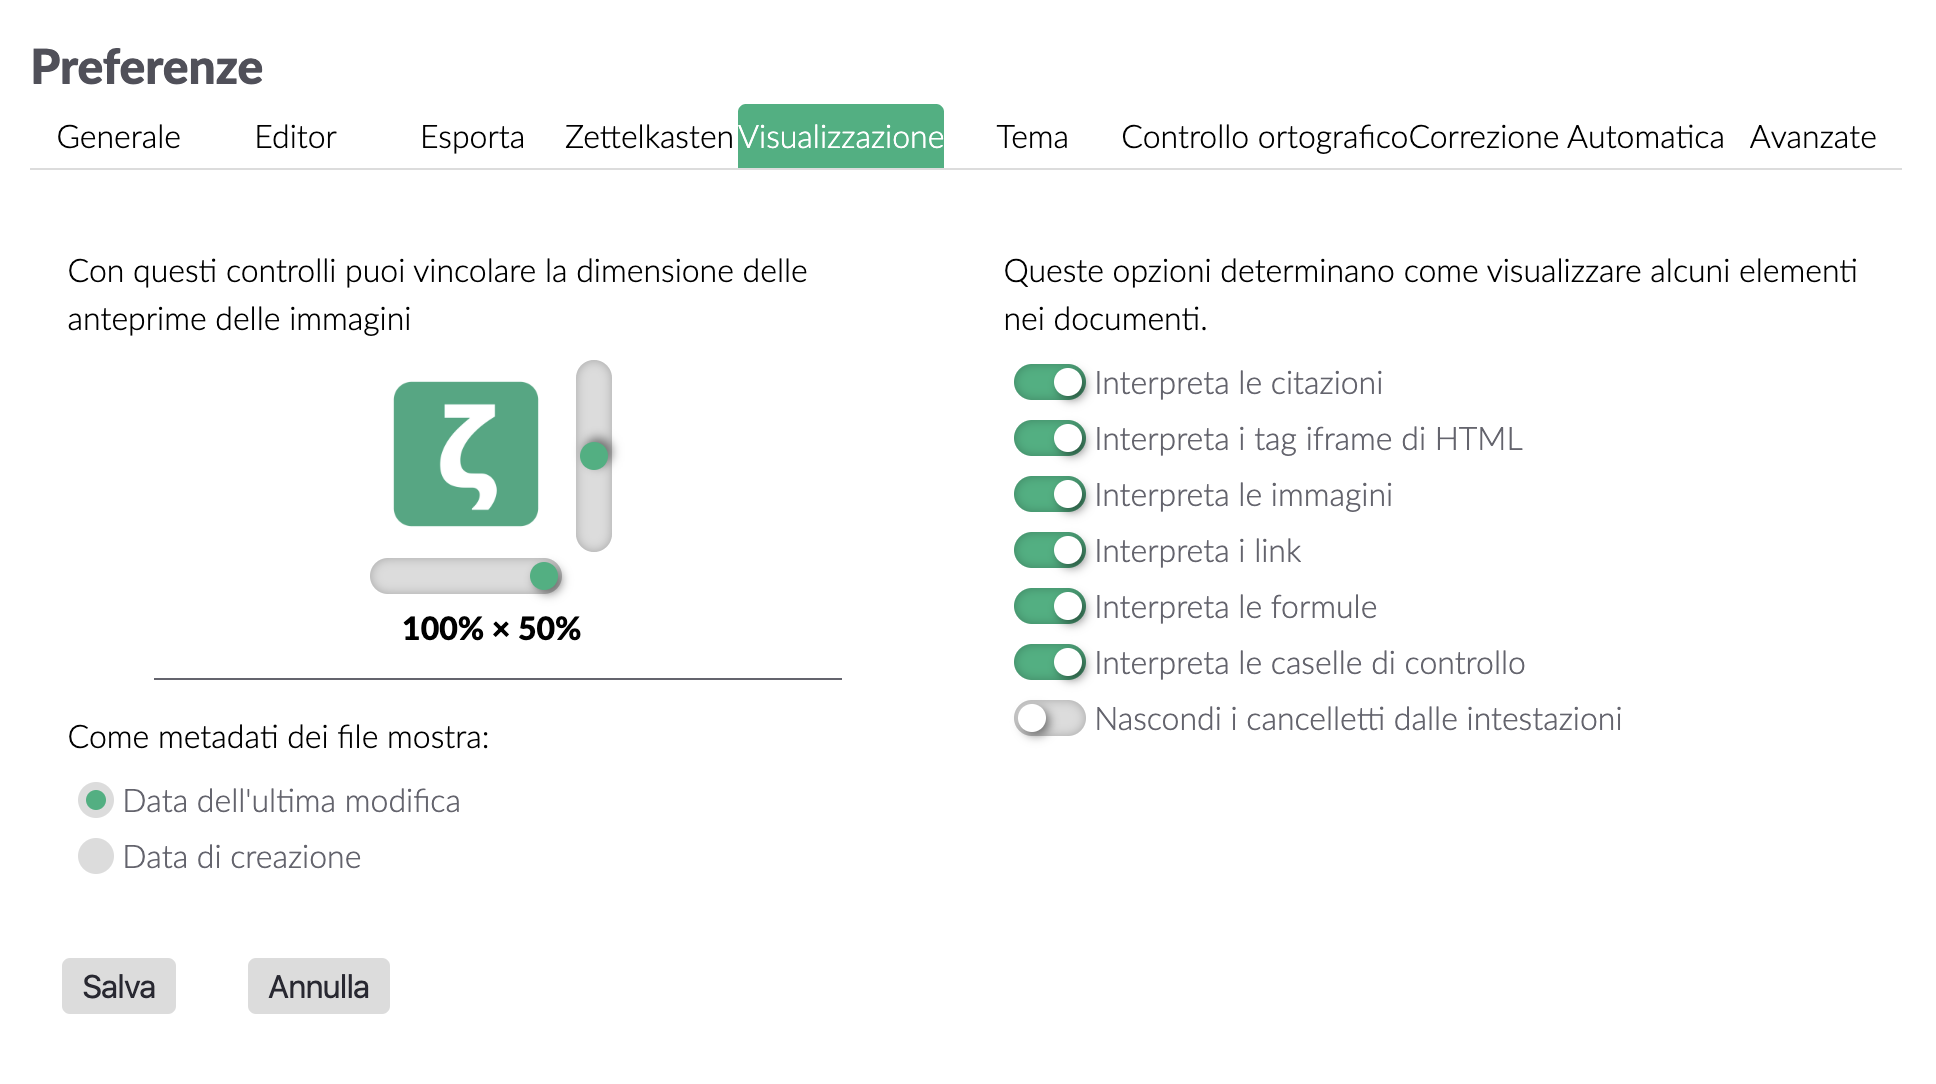 Preferenze
Generale Editor Esporta Zettelkasten Visualizzazione Tema Controllo ortografico Correzione Automatica Avanzate
Con questi controlli puoi vincolare la dimensione delle
anteprime delle immagini
ζ
100% × 50%
Come metadati dei file mostra:
Data dell'ultima modifica
Data di creazione
Queste opzioni determinano come visualizzare alcuni elementi
nei documenti.
Interpreta le citazioni
Interpreta i tag iframe di HTML
Interpreta le immagini
Interpreta i link
Interpreta le formule
Interpreta le caselle di controllo
Nascondi i cancelletti dalle intestazioni
Salva Annulla